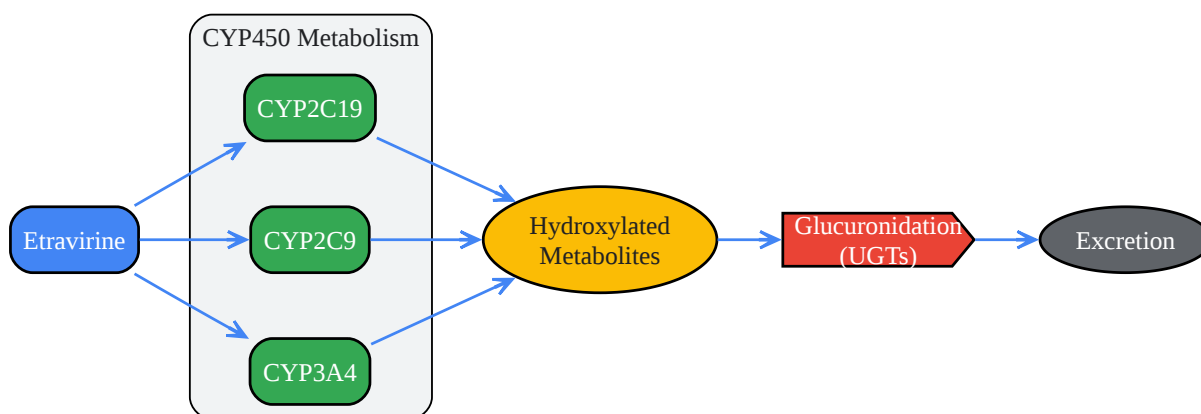 CYP450 Metabolism
CYP2C19
Etravirine
CYP2C9
CYP3A4
Hydroxylated
Metabolites
Glucuronidation
(UGTs)
Excretion